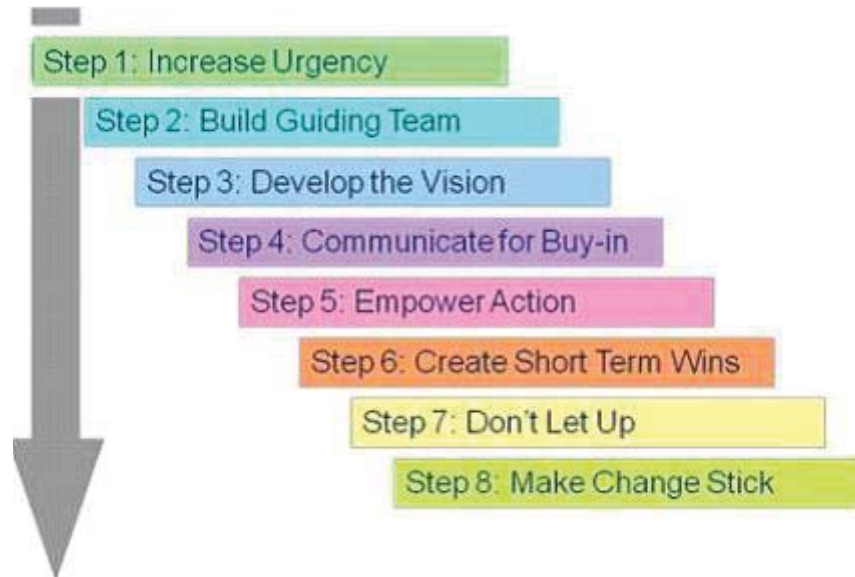 Step 1: Increase Urgency
Step 2: Build Guiding Team
Step 3: Develop the Vision
Step 4: Communicate for Buy-in
Step 5: Empower Action
Step 6: Create Short Term Wins
Step 7: Don't Let Up
Step 8: Make Change Stick